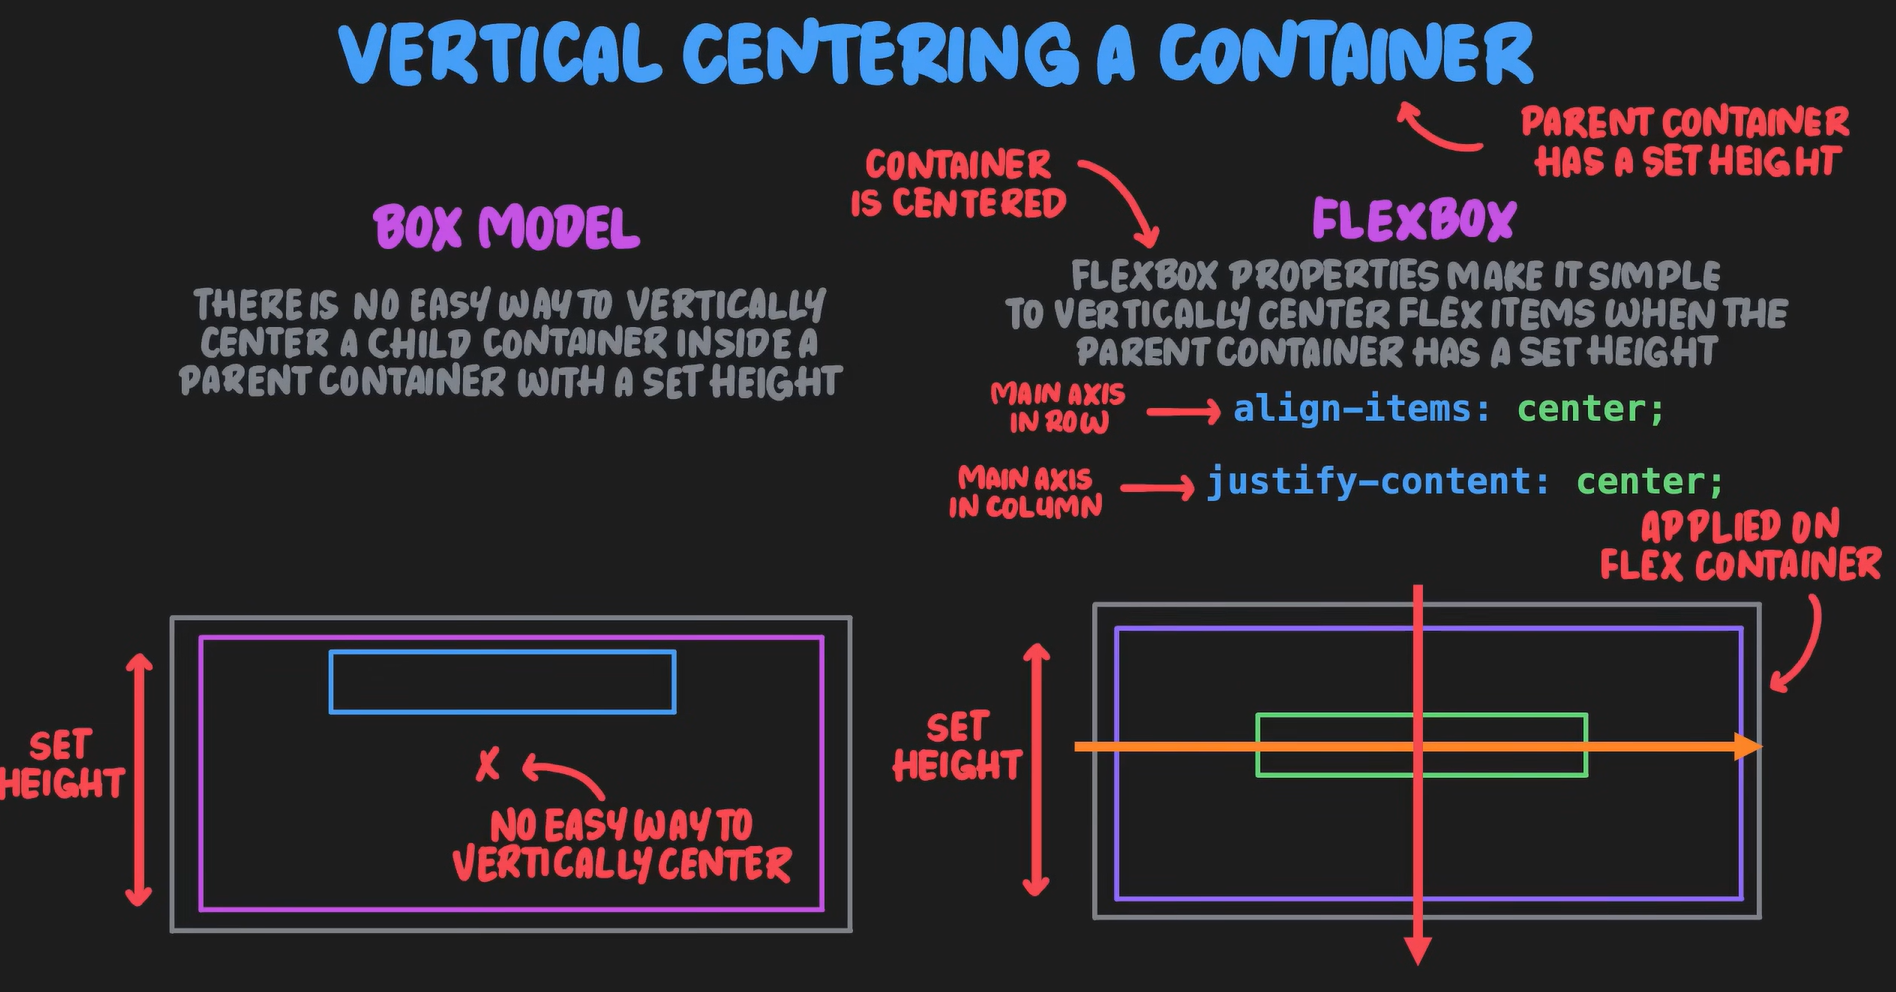 VERTICAL CENTERING A CONTAINER
PARENT CONTAINER
HAS A SET HEIGHT
CONTAINER
IS CENTERED
BOX MODEL
THERE IS NO EASY WAY TO VERTICALLY
CENTER A CHILD CONTAINER INSIDE A
PARENT CONTAINER WITH A SET HEIGHT
SET
HEIGHT
X
NO EASY WAY TO
VERTICALLY CENTER
FLEXBOX
FLEXBOX PROPERTIES MAKE IT SIMPLE
TO VERTICALLY CENTER FLEX ITEMS WHEN THE
PARENT CONTAINER HAS A SET HEIGHT
MAIN AXIS
IN ROW
align-items: center;
MAIN AXIS
IN COLUMN
justify-content: center;
APPLIED ON
FLEX CONTAINER
SET
HEIGHT